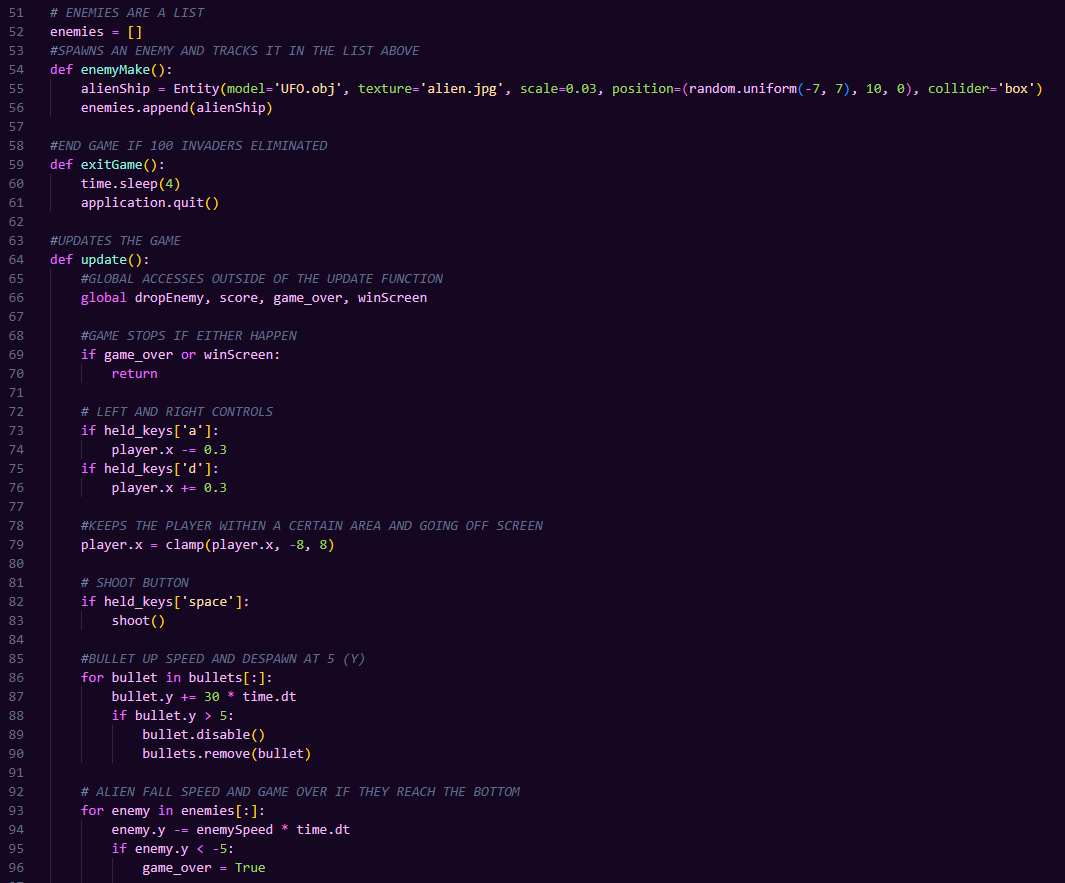 51 # ENEMIES ARE A LIST
52 enemies = []
53 #SPAWNS AN ENEMY AND TRACKS IT IN THE LIST ABOVE
54 def enemyMake():
55     alienShip = Entity(model='UFO.obj', texture='alien.jpg', scale=0.03, position=(random.uniform(-7, 7), 10, 0), collider='box')
56     enemies.append(alienShip)
57
58 #END GAME IF 100 INVADERS ELIMINATED
59 def exitGame():
60     time.sleep(4)
61     application.quit()
62
63 #UPDATES THE GAME
64 def update():
65     #GLOBAL ACCESSES OUTSIDE OF THE UPDATE FUNCTION
66     global dropEnemy, score, game_over, winScreen
67
68     #GAME STOPS IF EITHER HAPPEN
69     if game_over or winScreen:
70         return
71
72     # LEFT AND RIGHT CONTROLS
73     if held_keys['a']:
74         player.x -= 0.3
75     if held_keys['d']:
76         player.x += 0.3
77
78     #KEEPS THE PLAYER WITHIN A CERTAIN AREA AND GOING OFF SCREEN
79     player.x = clamp(player.x, -8, 8)
80
81     # SHOOT BUTTON
82     if held_keys['space']:
83         shoot()
84
85     #BULLET UP SPEED AND DESPAWN AT 5 (Y)
86     for bullet in bullets[:]:
87         bullet.y += 30 * time.dt
88         if bullet.y > 5:
89             bullet.disable()
90             bullets.remove(bullet)
91
92     # ALIEN FALL SPEED AND GAME OVER IF THEY REACH THE BOTTOM
93     for enemy in enemies[:]:
94         enemy.y -= enemySpeed * time.dt
95         if enemy.y < -5:
96             game_over = True